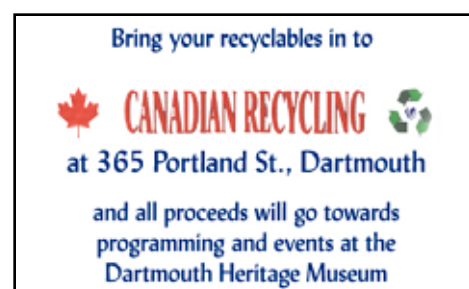 Bring your recyclables in to
CANADIAN RECYCLING
at 365 Portland St., Dartmouth
and all proceeds will go towards
programming and events at the
Dartmouth Heritage Museum